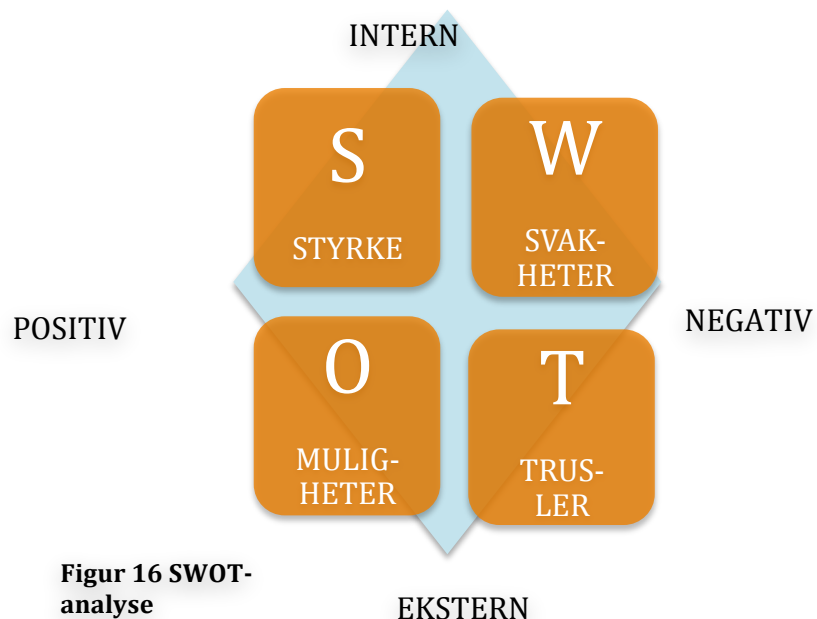 INTERN
S
STYRKE
W
SVAK-
HETER
POSITIV
NEGATIV
O
MULIG-
HETER
T
TRUS-
LER
Figur 16 SWOT-
analyse
EKSTERN